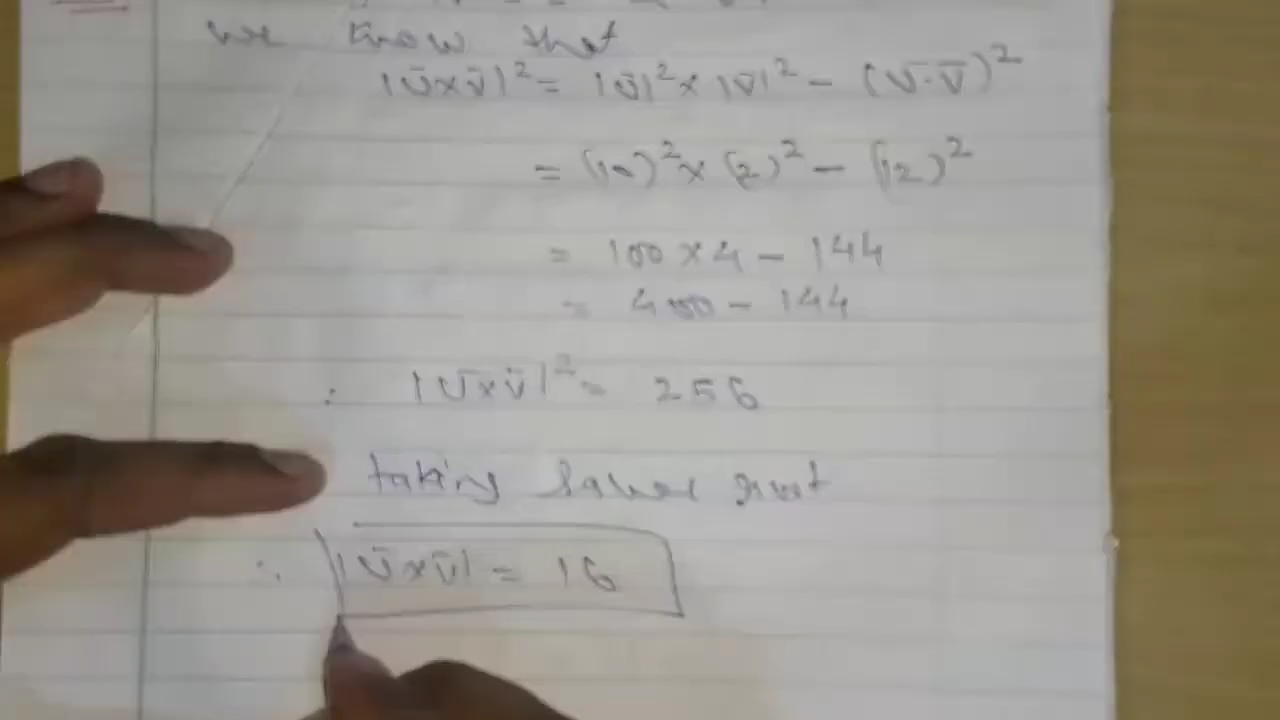 we know that
|ū×v̄|² = |ū|² × |v̄|² – (ū·v̄)²
= (10)² × (2)² – (12)²
= 100 × 4 – 144
= 400 – 144
∴ |ū×v̄|² = 256
taking root
∴ |ū×v̄| = 16